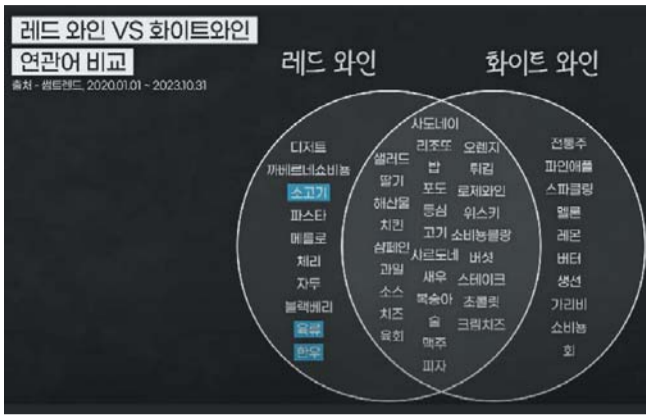 레드 와인 VS 화이트와인
연관어 비교
출처 - 썸트렌드, 2020.01.01 ~ 2023.10.31
레드 와인
화이트 와인
디저트
까베르네쇼비뇽
소고기
파스타
메를로
체리
자두
블랙베리
육류
한우
샐러드
딸기
해산물
치킨
샴페인
과일
소스
치즈
육회
샤도네이
리조또
밥
포도
등심
고기
샤르도네
새우
복숭아
술
맥주
피자
오렌지
튀김
로제와인
위스키
소비뇽블랑
버섯
스테이크
초콜릿
크림치즈
전통주
파인애플
스파클링
멜론
레몬
버터
생선
가리비
쇼비뇽
회